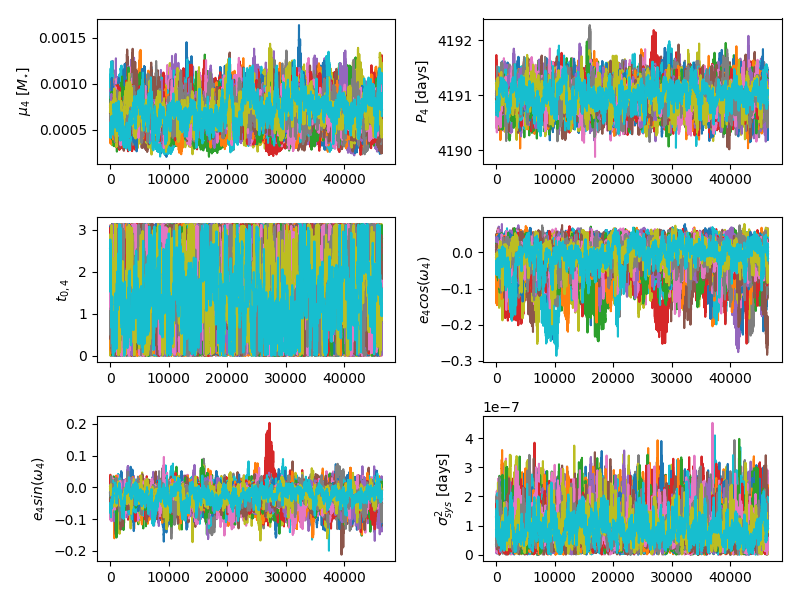 0.0015
0.0010
0.0005
μ₄ [M⋆]
0 10000 20000 30000 40000
4192
4191
4190
P₄ [days]
0 10000 20000 30000 40000
3
2
1
0
t₀,₄
0 10000 20000 30000 40000
0.0
−0.1
−0.2
−0.3
e₄cos(ω₄)
0 10000 20000 30000 40000
0.2
0.1
0.0
−0.1
−0.2
e₄sin(ω₄)
0 10000 20000 30000 40000
1e−7
4
3
2
1
0
σ²sys [days]
0 10000 20000 30000 40000